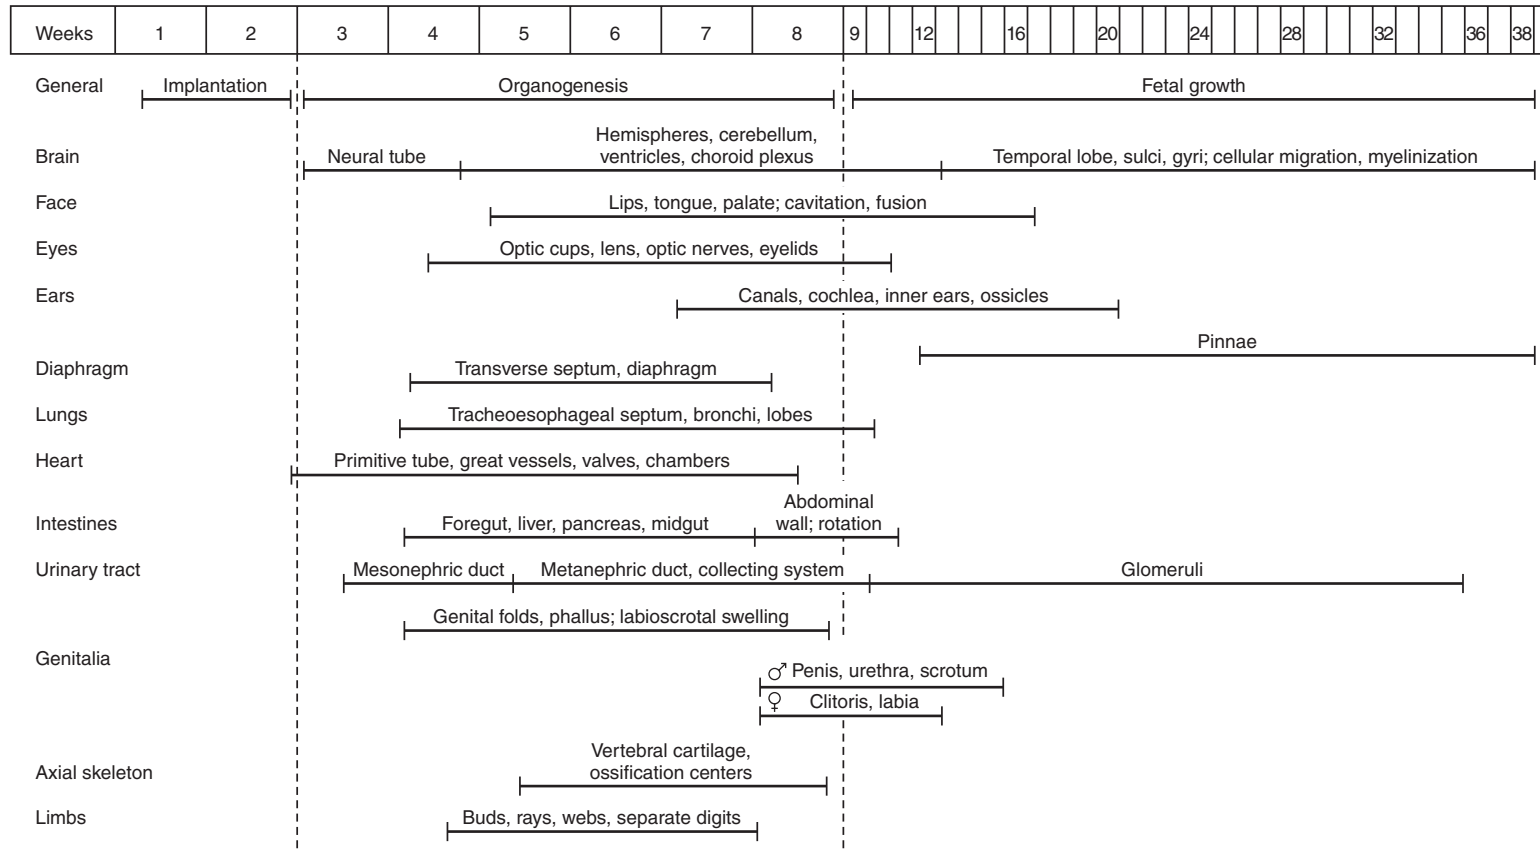 Weeks 1 2 3 4 5 6 7 8 9 12 16 20 24 28 32 36 38
General Implantation Organogenesis Fetal growth
Hemispheres, cerebellum,
Brain Neural tube ventricles, choroid plexus Temporal lobe, sulci, gyri; cellular migration, myelinization
Face Lips, tongue, palate; cavitation, fusion
Eyes Optic cups, lens, optic nerves, eyelids
Ears Canals, cochlea, inner ears, ossicles
Pinnae
Diaphragm Transverse septum, diaphragm
Lungs Tracheoesophageal septum, bronchi, lobes
Heart Primitive tube, great vessels, valves, chambers
Abdominal
Intestines Foregut, liver, pancreas, midgut wall; rotation
Urinary tract Mesonephric duct Metanephric duct, collecting system Glomeruli
Genital folds, phallus; labioscrotal swelling
Genitalia
♂ Penis, urethra, scrotum
♀ Clitoris, labia
Vertebral cartilage,
Axial skeleton ossification centers
Limbs Buds, rays, webs, separate digits